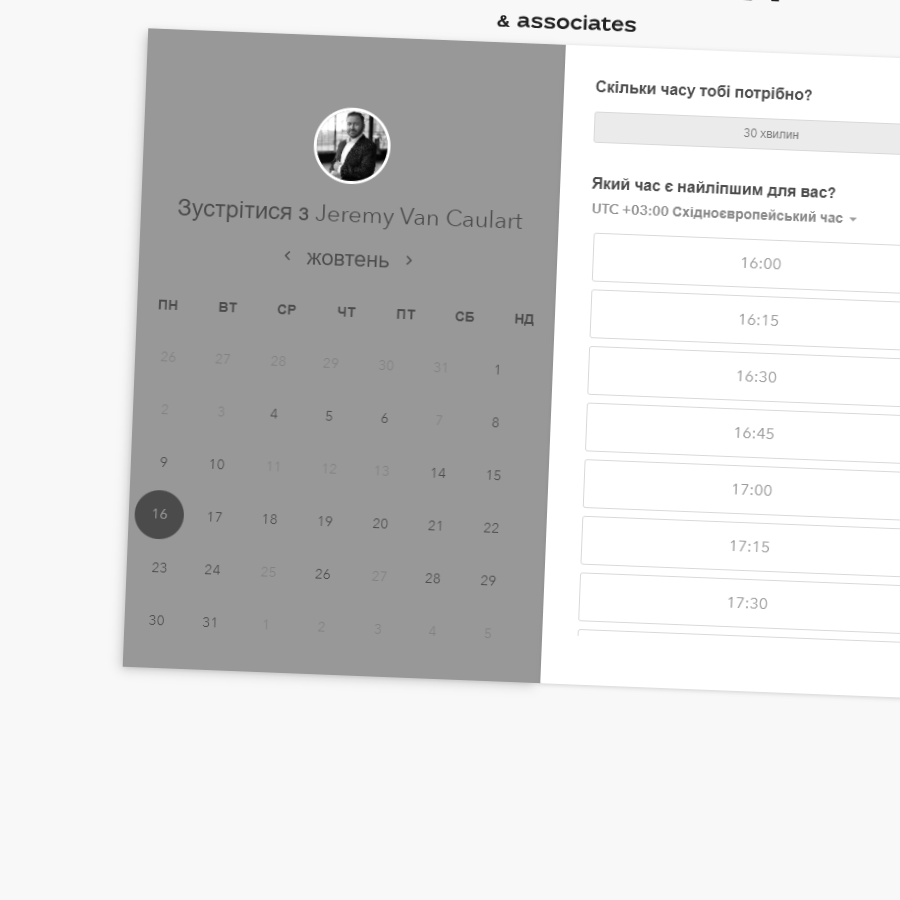 & associates
Зустрітися з Jeremy Van Caulart
жовтень
ПН ВТ СР ЧТ ПТ СБ НД
26 27 28 29 30 31 1
2 3 4 5 6 7 8
9 10 11 12 13 14 15
16 17 18 19 20 21 22
23 24 25 26 27 28 29
30 31 1 2 3 4 5
Скільки часу тобі потрібно?
30 хвилин
Який час є найліпшим для вас?
UTC +03:00 Східноєвропейський час
16:00
16:15
16:30
16:45
17:00
17:15
17:30